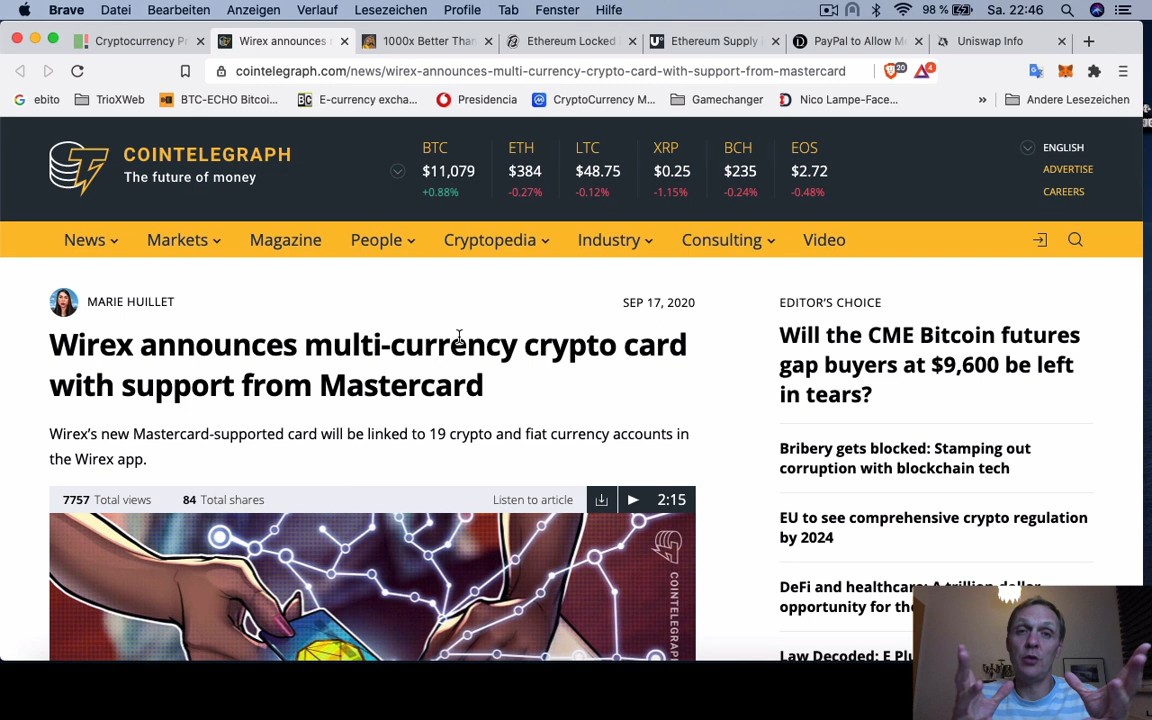 Brave Datei Bearbeiten Anzeigen Verlauf Lesezeichen Profile Tab Fenster Hilfe 98 % Sa. 22:46
Cryptocurrency Pr Wirex announces 1000x Better Than Ethereum Locked Ethereum Supply PayPal to Allow M Uniswap Info
cointelegraph.com/news/wirex-announces-multi-currency-crypto-card-with-support-from-mastercard 20 4
ebito TrioXWeb BTC-ECHO Bitcoi... E-currency excha... Presidencia CryptoCurrency M... Gamechanger Nico Lampe-Face... » Andere Lesezeichen
COINTELEGRAPH
The future of money
BTC ETH LTC XRP BCH EOS
$11,079 $384 $48.75 $0.25 $235 $2.72
+0.88% -0.27% -0.12% -1.15% -0.24% -0.48%
ENGLISH
ADVERTISE
CAREERS
News Markets Magazine People Cryptopedia Industry Consulting Video
MARIE HUILLET
SEP 17, 2020
Wirex announces multi-currency crypto card
with support from Mastercard
Wirex's new Mastercard-supported card will be linked to 19 crypto and fiat currency accounts in
the Wirex app.
7757 Total views 84 Total shares Listen to article 2:15
COINTELEGRAPH
EDITOR'S CHOICE
Will the CME Bitcoin futures
gap buyers at $9,600 be left
in tears?
Bribery gets blocked: Stamping out
corruption with blockchain tech
EU to see comprehensive crypto regulation
by 2024
DeFi and healthcare: A trillion dollar
opportunity for the
Law Decoded: E Plu